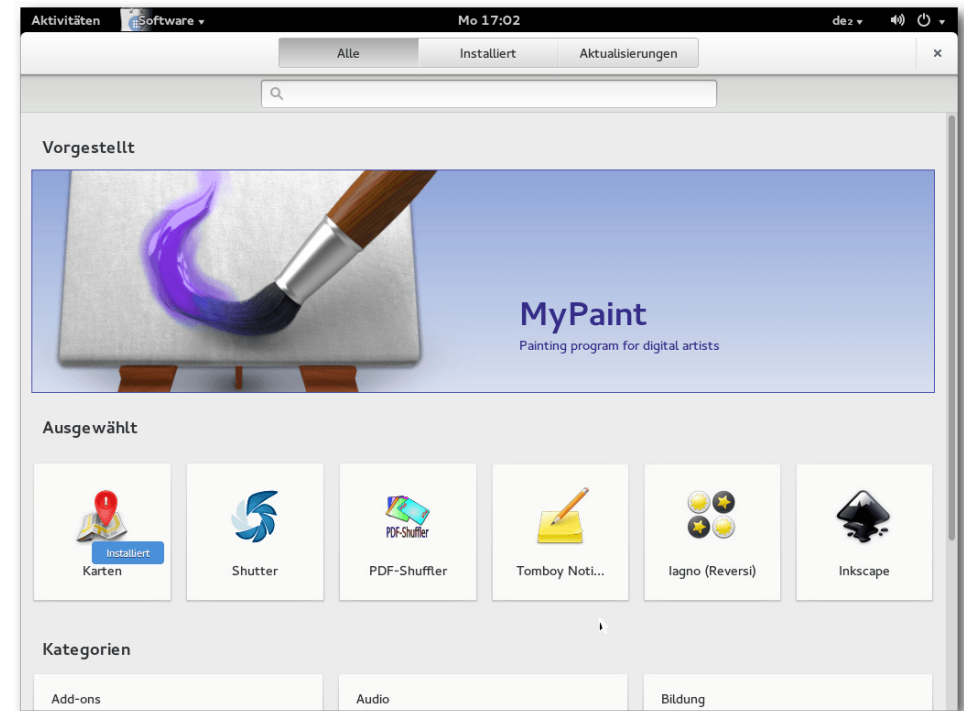 Aktivitäten Software Mo 17:02 de₂
Alle Installiert Aktualisierungen
Vorgestellt
MyPaint
Painting program for digital artists
Ausgewählt
PDF-Shuffler
Installiert
Karten Shutter PDF-Shuffler Tomboy Noti... Iagno (Reversi) Inkscape
Kategorien
Add-ons Audio Bildung